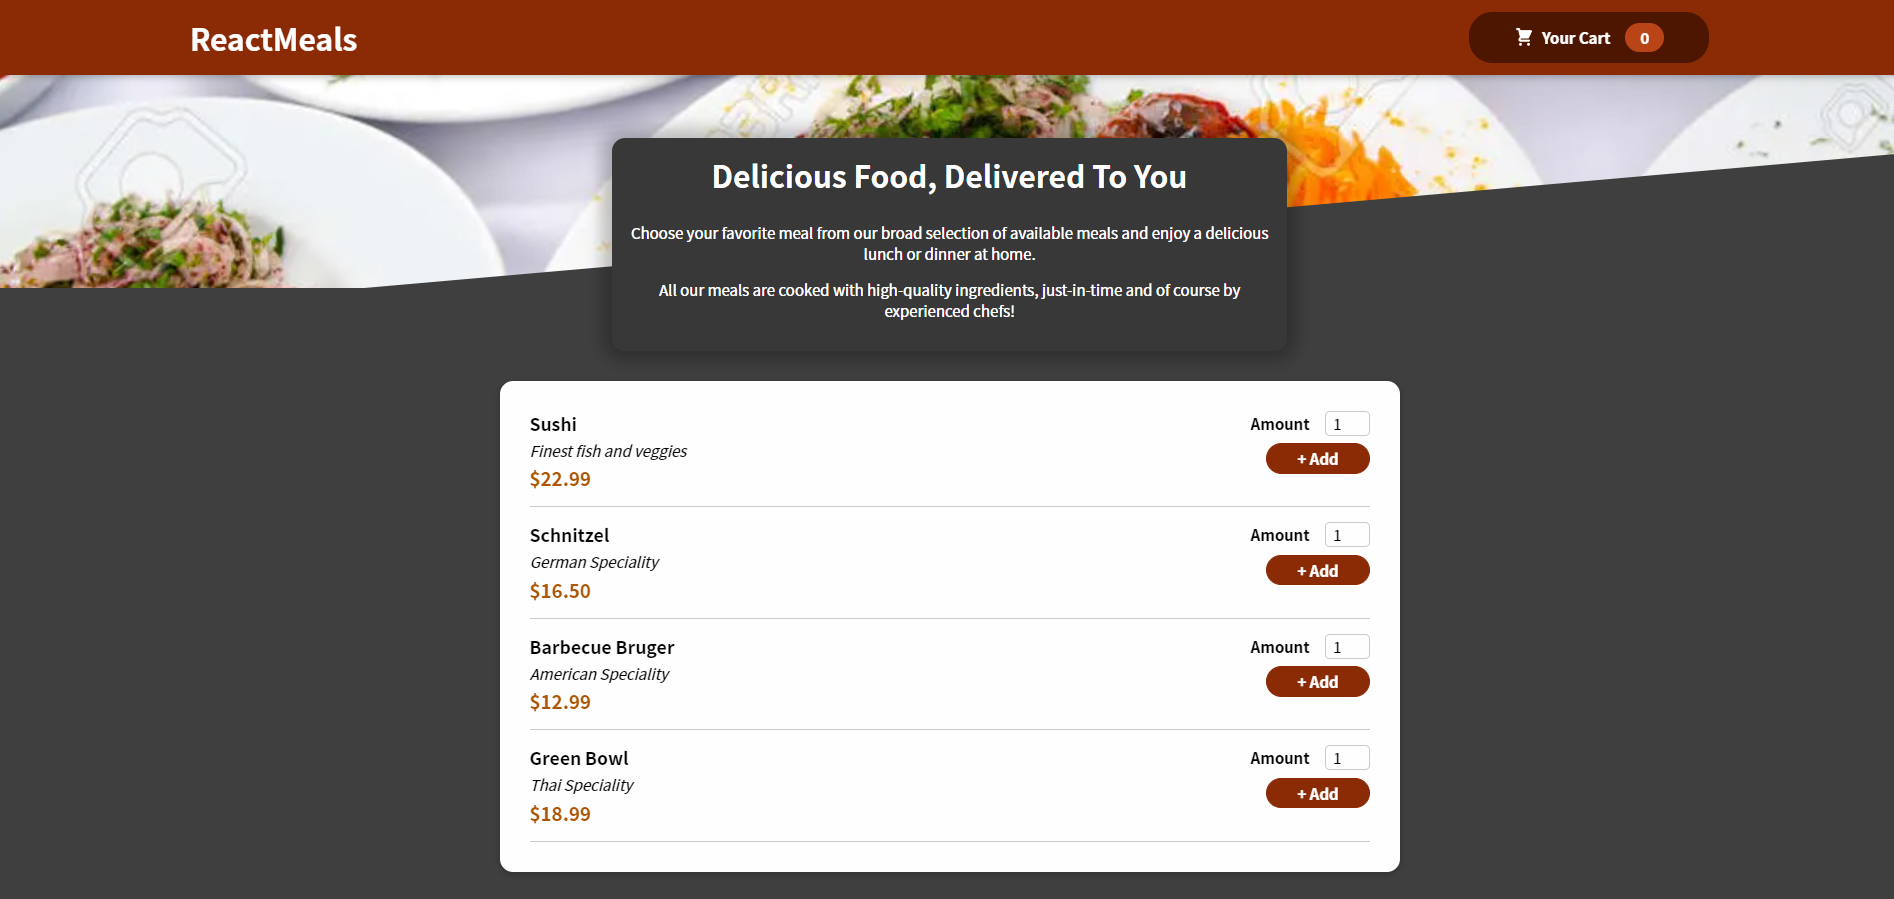 ReactMeals
Your Cart 0
Delicious Food, Delivered To You
Choose your favorite meal from our broad selection of available meals and enjoy a delicious
lunch or dinner at home.
All our meals are cooked with high-quality ingredients, just-in-time and of course by
experienced chefs!
Sushi
Amount 1
Finest fish and veggies
+ Add
$22.99
Schnitzel
Amount 1
German Speciality
+ Add
$16.50
Barbecue Bruger
Amount 1
American Speciality
+ Add
$12.99
Green Bowl
Amount 1
Thai Speciality
+ Add
$18.99